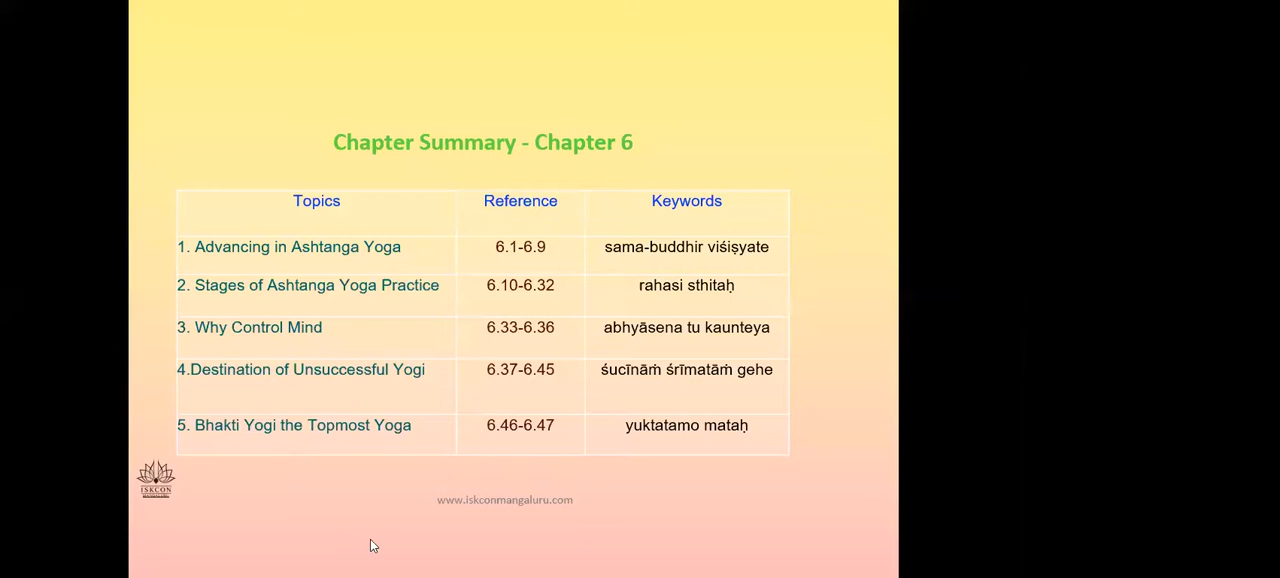 Chapter Summary - Chapter 6
Topics Reference Keywords
1. Advancing in Ashtanga Yoga 6.1-6.9 sama-buddhir viśiṣyate
2. Stages of Ashtanga Yoga Practice 6.10-6.32 rahasi sthitaḥ
3. Why Control Mind 6.33-6.36 abhyāsena tu kaunteya
4.Destination of Unsuccessful Yogi 6.37-6.45 śucīnāṁ śrīmatāṁ gehe
5. Bhakti Yogi the Topmost Yoga 6.46-6.47 yuktatamo mataḥ
ISKCON
www.iskconmangaluru.com